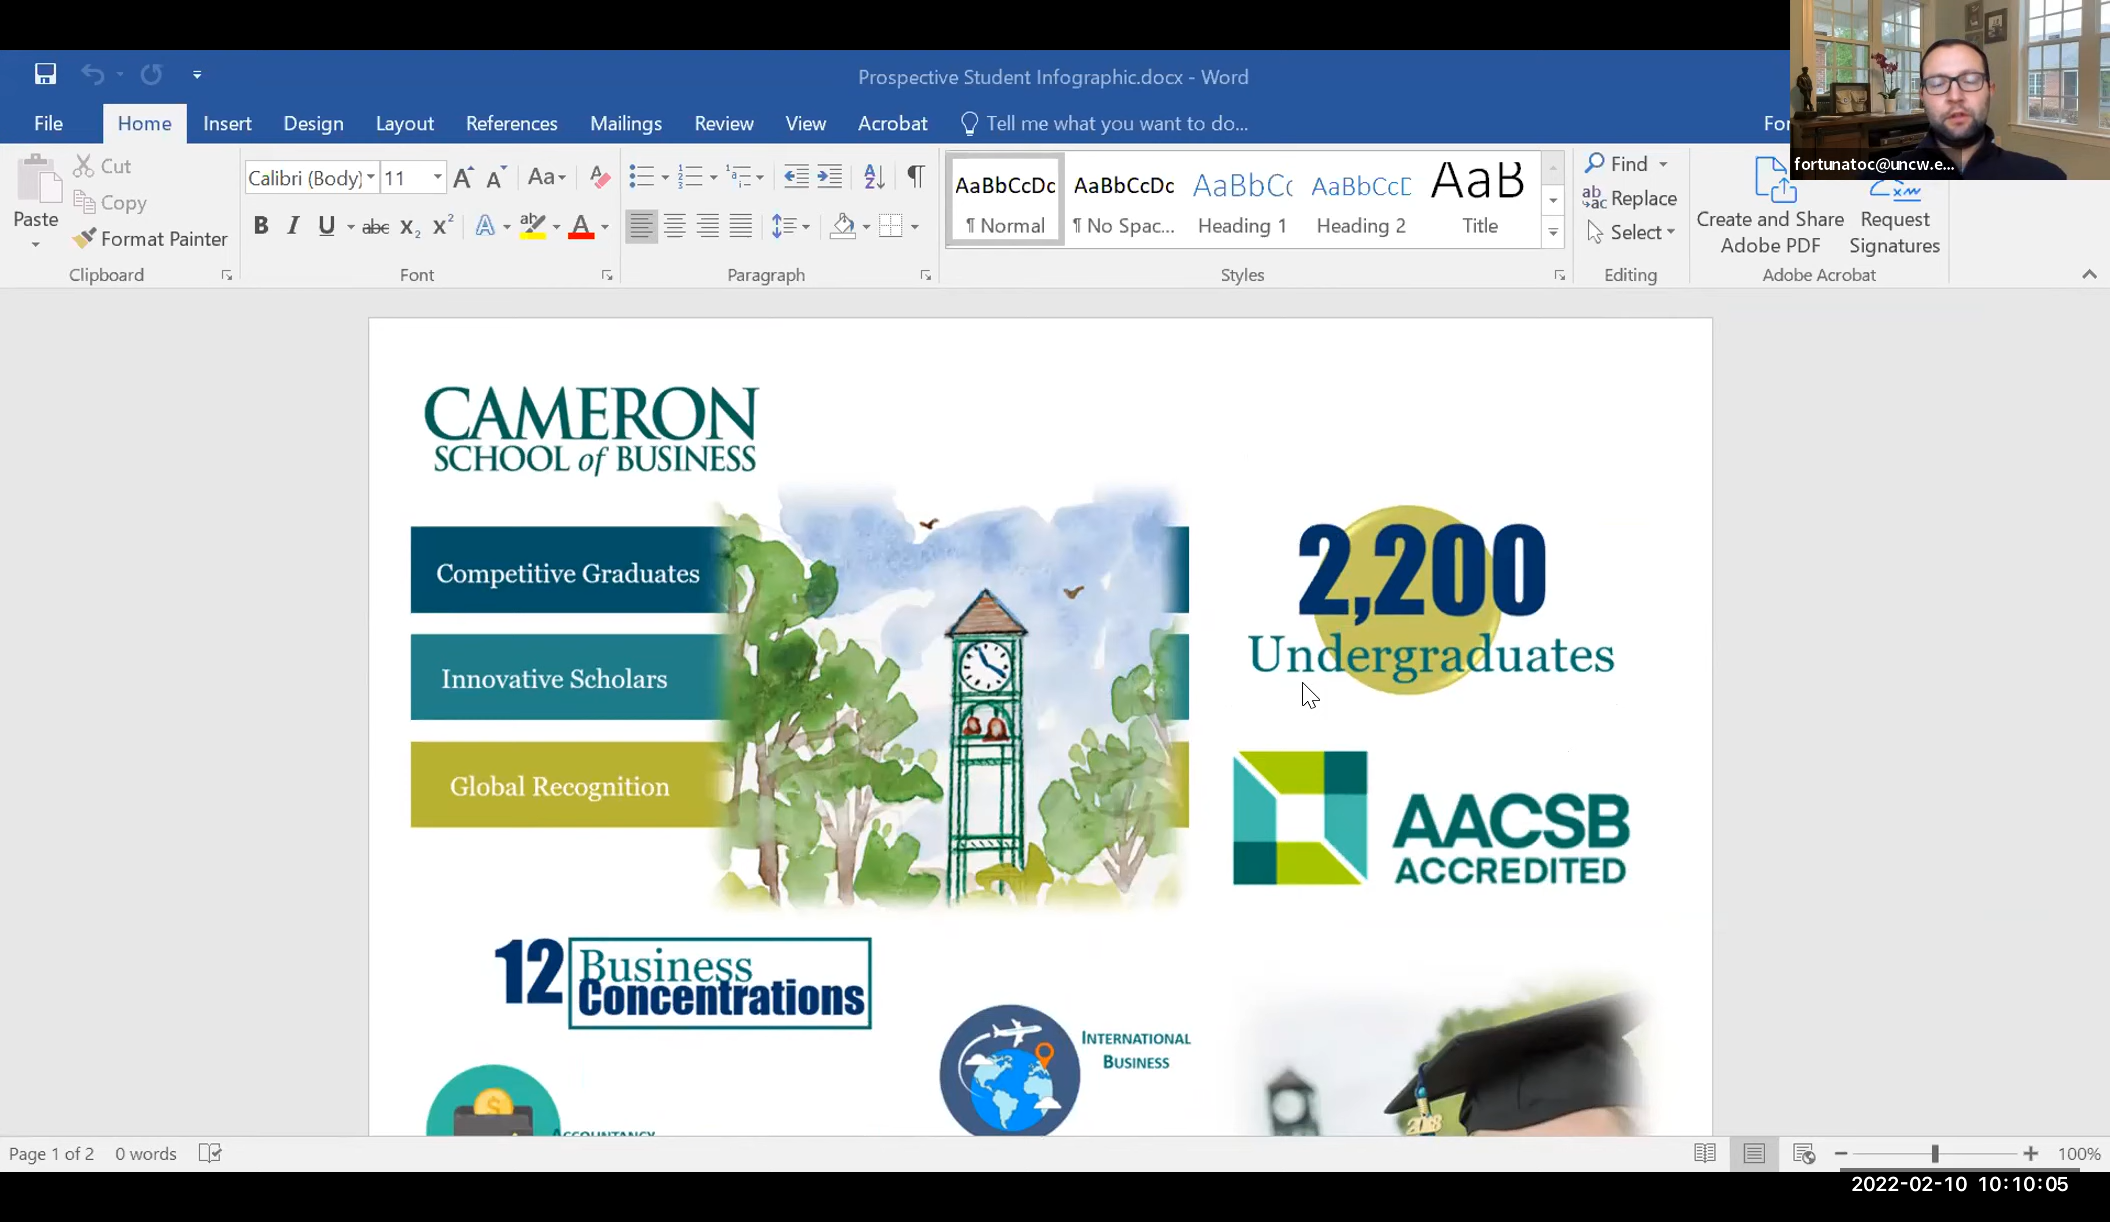 Prospective Student Infographic.docx - Word
File Home Insert Design Layout References Mailings Review View Acrobat Tell me what you want to do...
fortunatoc@uncw.e...
Paste
Cut
Copy
Format Painter
Clipboard
Calibri (Body) 11
Font
Paragraph
AaBbCcDc AaBbCcDc AaBbCc AaBbCcD AaB
¶ Normal ¶ No Spac... Heading 1 Heading 2 Title
Styles
Find
Replace
Select
Editing
Create and Share
Adobe PDF
Request
Signatures
Adobe Acrobat
CAMERON
SCHOOL of BUSINESS
Competitive Graduates
Innovative Scholars
Global Recognition
2,200
Undergraduates
AACSB
ACCREDITED
12 Business
Concentrations
INTERNATIONAL
BUSINESS
ACCOUNTANCY
2018
Page 1 of 2 0 words
100%
2022-02-10 10:10:05